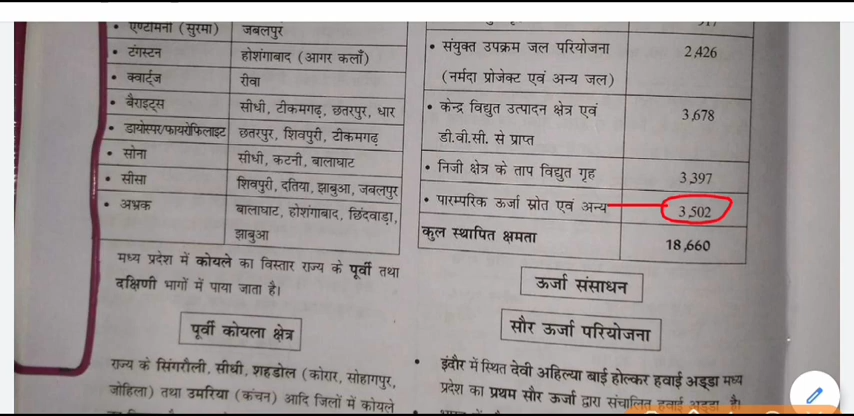 • एण्टीमनी (सुरमा) जबलपुर
• टंगस्टन होशंगाबाद (आगर कलाँ)
• क्वार्ट्ज रीवा
• बैराइट्स सीधी, टीकमगढ़, छतरपुर, धार
• डायोस्पर/फायरोफिलाइट छतरपुर, शिवपुरी, टीकमगढ़
• सोना सीधी, कटनी, बालाघाट
• सीसा शिवपुरी, दतिया, झाबुआ, जबलपुर
• अभ्रक बालाघाट, होशंगाबाद, छिंदवाड़ा,
झाबुआ
मध्य प्रदेश में कोयले का विस्तार राज्य के पूर्वी तथा
दक्षिणी भागों में पाया जाता है।
पूर्वी कोयला क्षेत्र
राज्य के सिंगरौली, सीधी, शहडोल (कोरार, सोहागपुर,
जोहिला) तथा उमरिया (कंचन) आदि जिलों में कोयले
917
• संयुक्त उपक्रम जल परियोजना 2,426
(नर्मदा प्रोजेक्ट एवं अन्य जल)
• केन्द्र विद्युत उत्पादन क्षेत्र एवं 3,678
डी.वी.सी. से प्राप्त
• निजी क्षेत्र के ताप विद्युत गृह 3,397
• पारम्परिक ऊर्जा स्रोत एवं अन्य 3,502
कुल स्थापित क्षमता 18,660
ऊर्जा संसाधन
सौर ऊर्जा परियोजना
• इंदौर में स्थित देवी अहिल्या बाई होल्कर हवाई अड्डा मध्य
प्रदेश का प्रथम सौर ऊर्जा द्वारा संचालित हवाई अड्डा है।